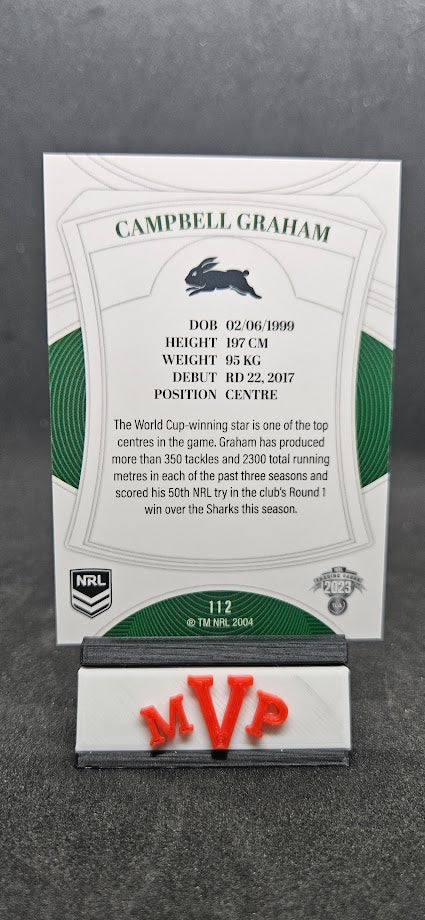 CAMPBELL GRAHAM
DOB 02/06/1999
HEIGHT 197 CM
WEIGHT 95 KG
DEBUT RD 22, 2017
POSITION CENTRE
The World Cup-winning star is one of the top
centres in the game. Graham has produced
more than 350 tackles and 2300 total running
metres in each of the past three seasons and
scored his 50th NRL try in the club's Round 1
win over the Sharks this season.
NRL
2023
112
© TM NRL 2004
MVP